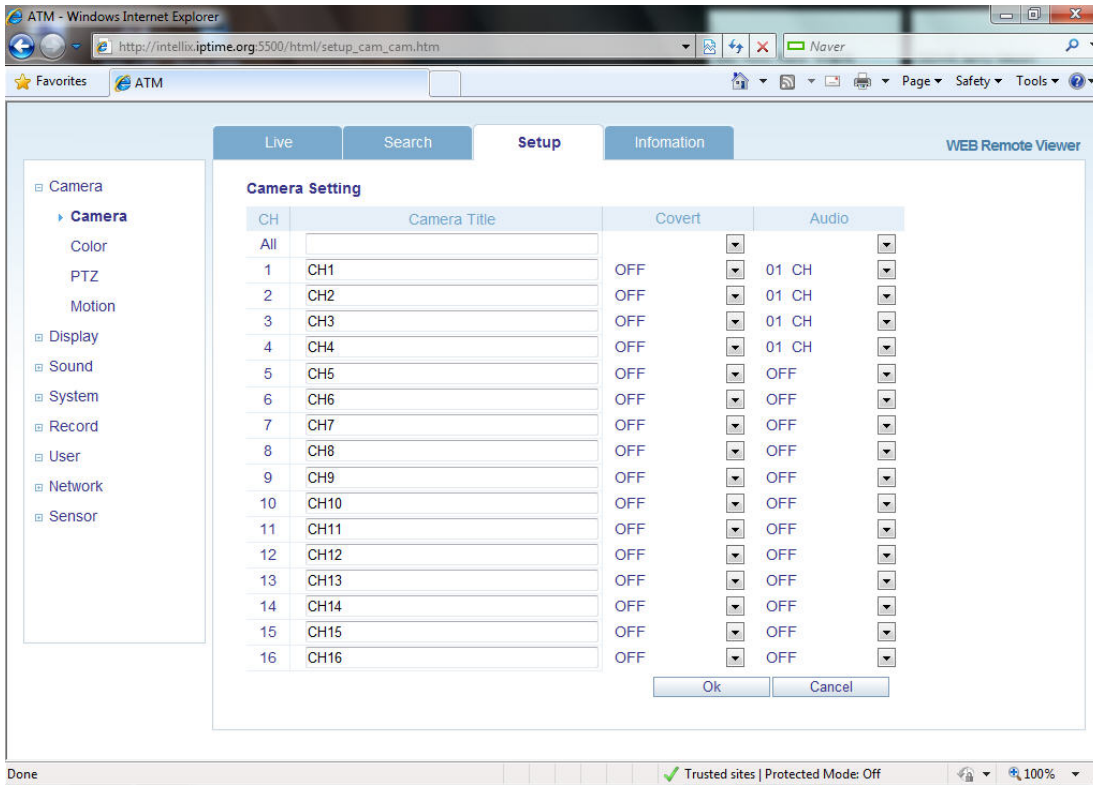 ATM - Windows Internet Explorer
http://intellix.iptime.org:5500/html/setup_cam_cam.htm
Naver
Favorites
ATM
Page
Safety
Tools
Live
Search
Setup
Infomation
WEB Remote Viewer
Camera
Camera
Color
PTZ
Motion
Display
Sound
System
Record
User
Network
Sensor
Camera Setting
CH Camera Title Covert Audio
All
1 CH1 OFF 01 CH
2 CH2 OFF 01 CH
3 CH3 OFF 01 CH
4 CH4 OFF 01 CH
5 CH5 OFF OFF
6 CH6 OFF OFF
7 CH7 OFF OFF
8 CH8 OFF OFF
9 CH9 OFF OFF
10 CH10 OFF OFF
11 CH11 OFF OFF
12 CH12 OFF OFF
13 CH13 OFF OFF
14 CH14 OFF OFF
15 CH15 OFF OFF
16 CH16 OFF OFF
Ok Cancel
Done
Trusted sites | Protected Mode: Off
100%